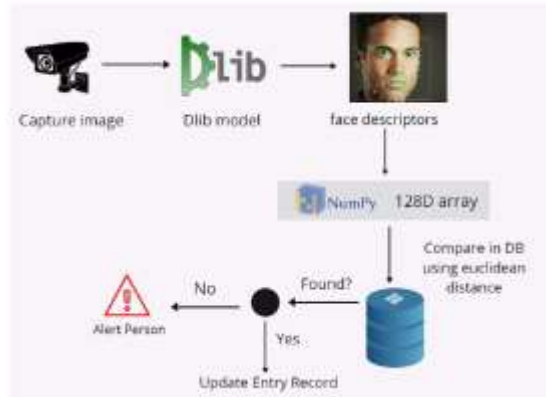 Dlib
Capture image
Dlib model
face descriptors
NumPy 128D array
Compare in DB
using euclidean
distance
Found?
No
Alert Person
Yes
Update Entry Record